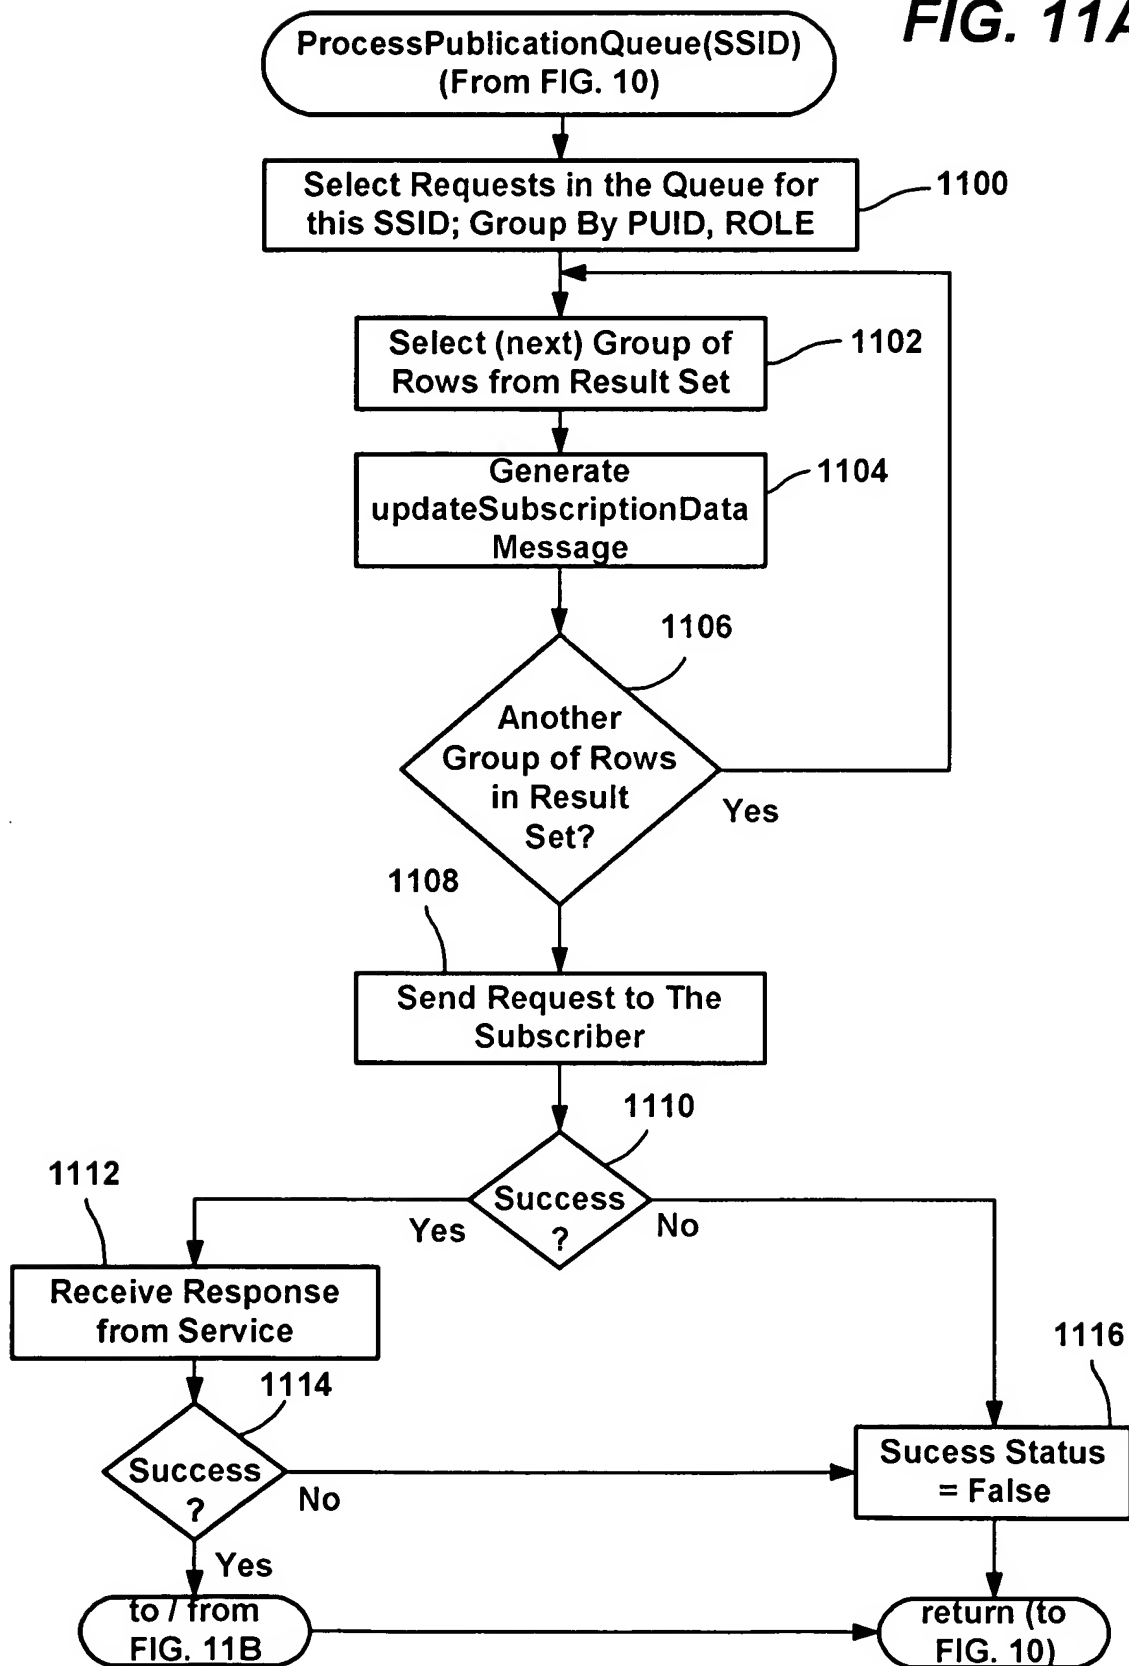 FIG. 11A
ProcessPublicationQueue(SSID)
(From FIG. 10)
Select Requests in the Queue for
this SSID; Group By PUID, ROLE
1100
Select (next) Group of
Rows from Result Set
1102
Generate
updateSubscriptionData
Message
1104
1106
Another
Group of Rows
in Result
Set?
Yes
1108
Send Request to The
Subscriber
1110
Success
?
Yes
No
1112
Receive Response
from Service
1114
Success
?
No
Yes
1116
Sucess Status
= False
to / from
FIG. 11B
return (to
FIG. 10)